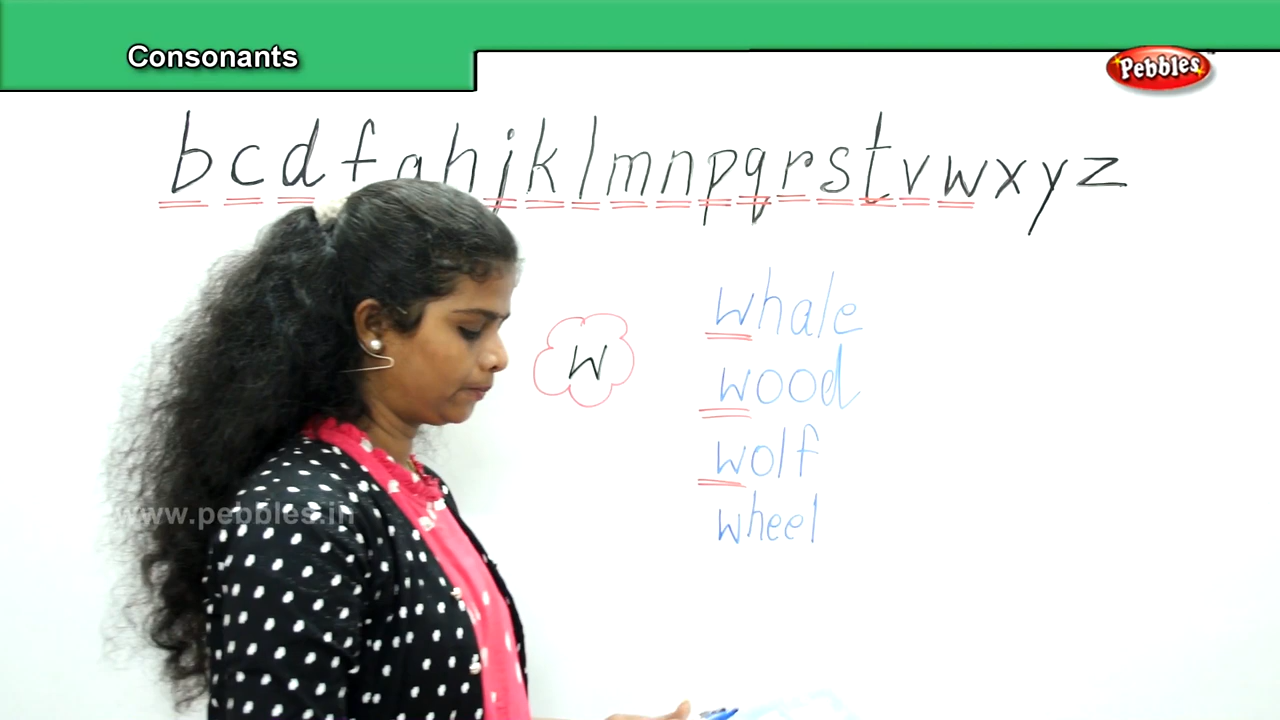 Consonants
Pebbles
b c d f g h j k l m n p q r s t v w x y z
w
whale
wood
wolf
wheel
www.pebbles.in